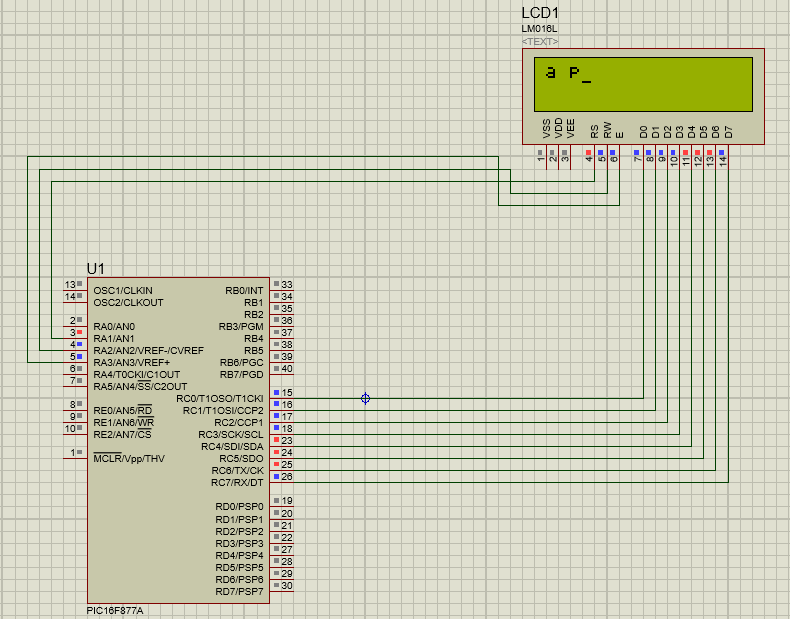 LCD1
LM016L
<TEXT>
a P_
VSS VDD VEE RS RW E D0 D1 D2 D3 D4 D5 D6 D7
1 2 3 4 5 6 7 8 9 10 11 12 13 14
U1
13 OSC1/CLKIN RB0/INT 33
14 OSC2/CLKOUT RB1 34
RB2 35
2 RA0/AN0 RB3/PGM 36
3 RA1/AN1 RB4 37
4 RA2/AN2/VREF-/CVREF RB5 38
5 RA3/AN3/VREF+ RB6/PGC 39
6 RA4/T0CKI/C1OUT RB7/PGD 40
7 RA5/AN4/SS/C2OUT
RC0/T1OSO/T1CKI 15
8 RE0/AN5/RD RC1/T1OSI/CCP2 16
9 RE1/AN6/WR RC2/CCP1 17
10 RE2/AN7/CS RC3/SCK/SCL 18
RC4/SDI/SDA 23
1 MCLR/Vpp/THV RC5/SDO 24
RC6/TX/CK 25
RC7/RX/DT 26
RD0/PSP0 19
RD1/PSP1 20
RD2/PSP2 21
RD3/PSP3 22
RD4/PSP4 27
RD5/PSP5 28
RD6/PSP6 29
RD7/PSP7 30
PIC16F877A